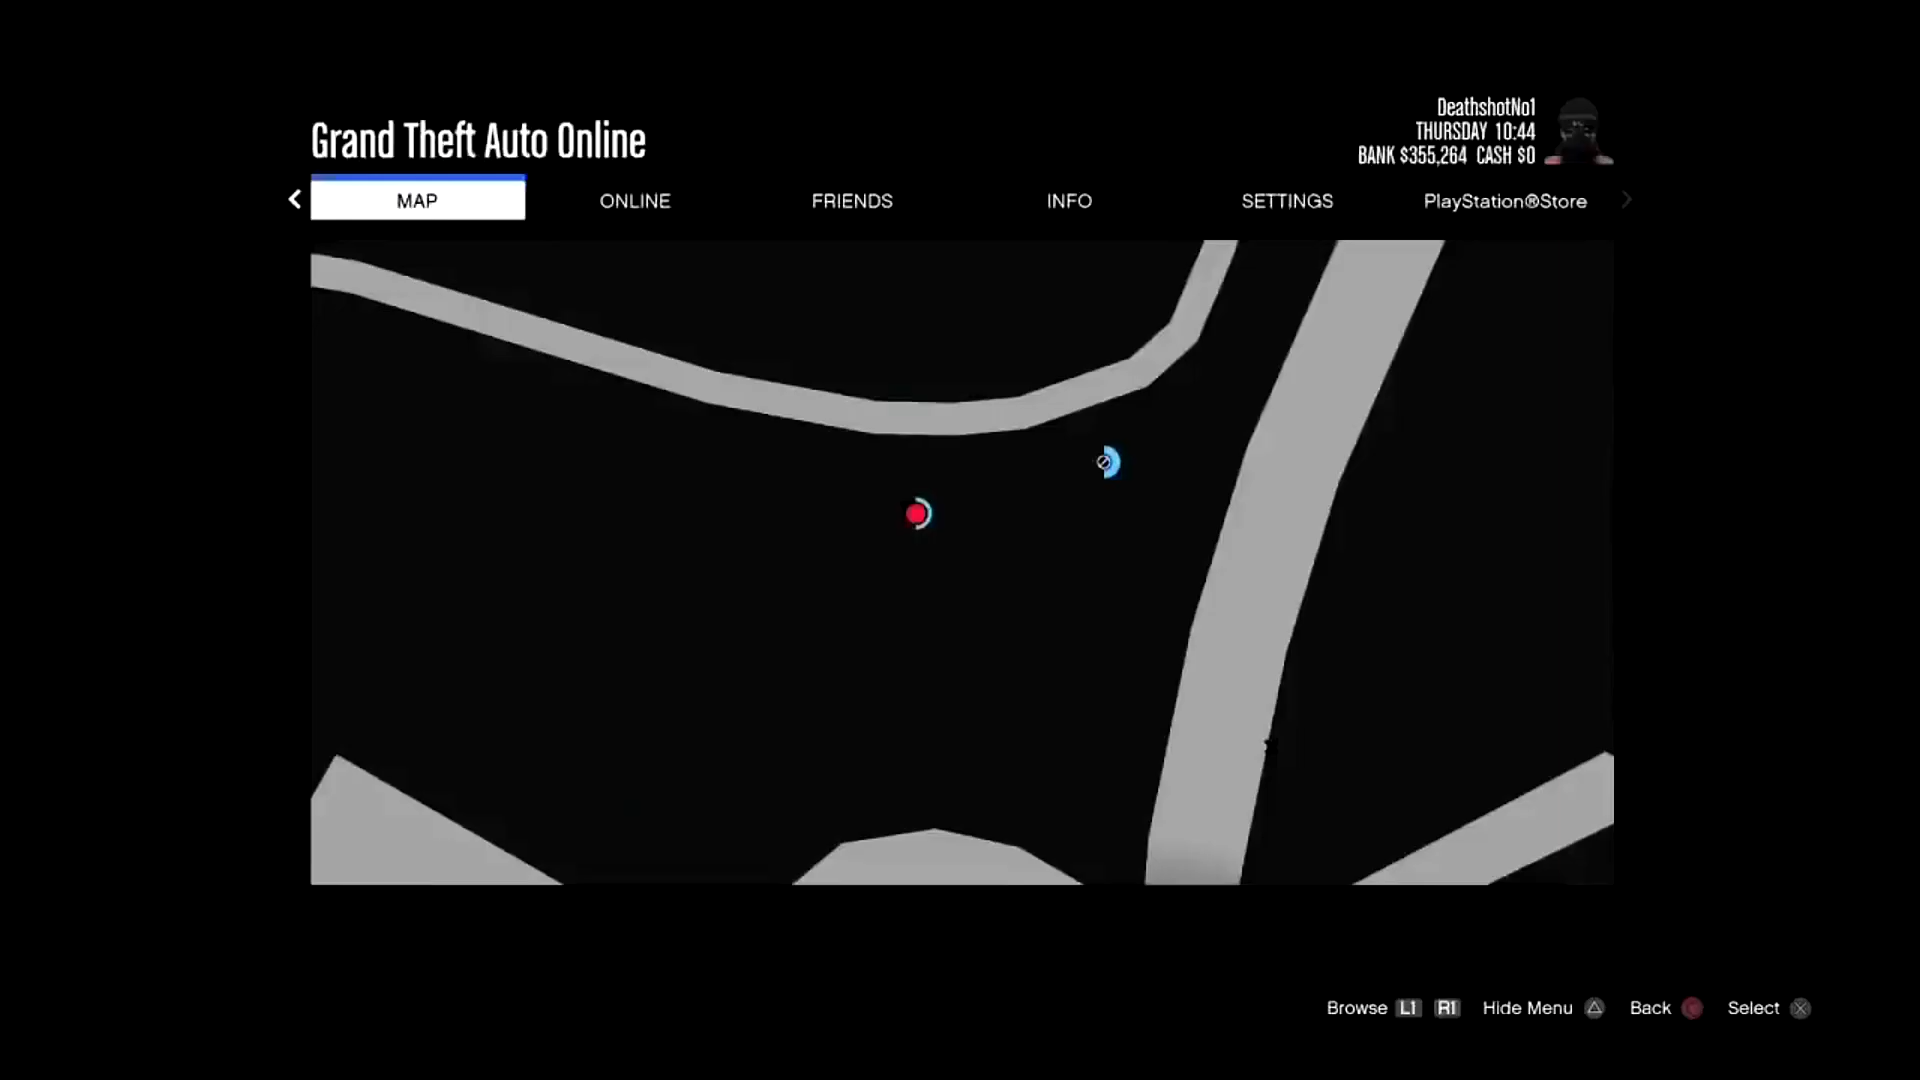 DeathshotNo1
Grand Theft Auto Online
THURSDAY 10:44
BANK $355,264 CASH $0
MAP ONLINE FRIENDS INFO SETTINGS PlayStation®Store
Browse L1 R1 Hide Menu Back Select